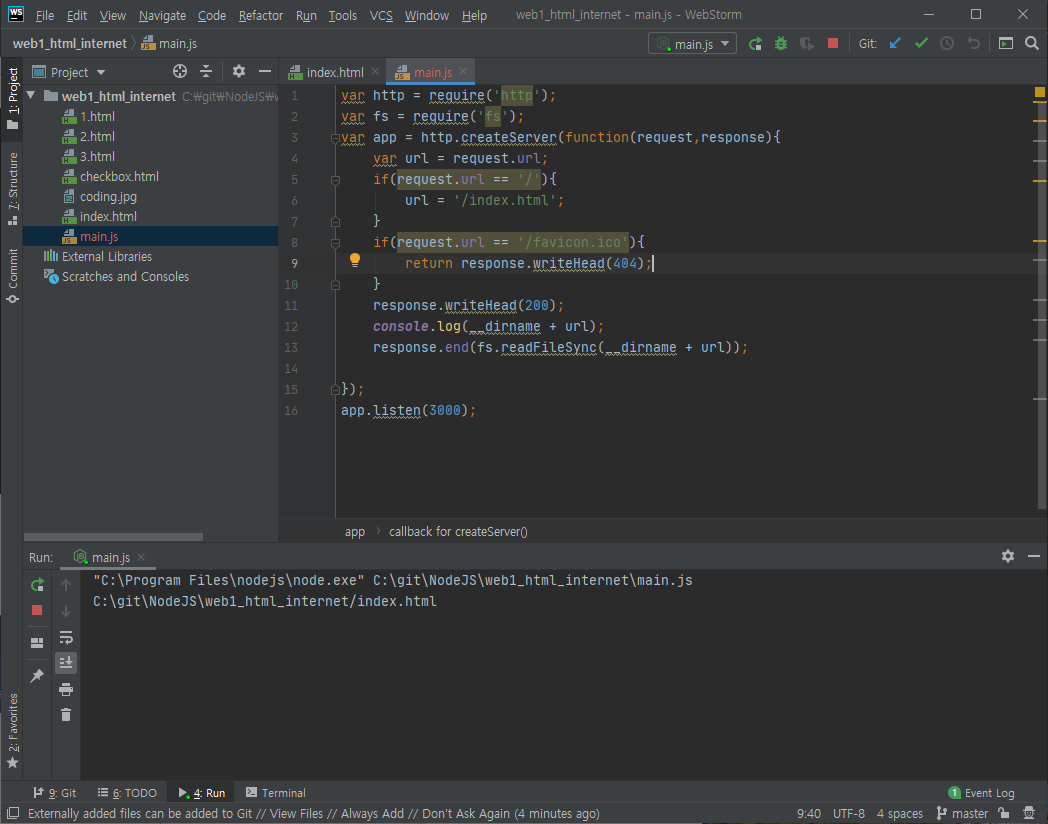 WS File Edit View Navigate Code Refactor Run Tools VCS Window Help web1_html_internet - main.js - WebStorm
web1_html_internet main.js main.js Git:
Project index.html main.js
1: Project
7: Structure
Commit
2: Favorites
web1_html_internet C:₩git₩NodeJS₩
1.html
2.html
3.html
checkbox.html
coding.jpg
index.html
main.js
External Libraries
Scratches and Consoles
1 var http = require('http');
2 var fs = require('fs');
3 var app = http.createServer(function(request,response){
4 var url = request.url;
5 if(request.url == '/'){
6 url = '/index.html';
7 }
8 if(request.url == '/favicon.ico'){
9 return response.writeHead(404);
10 }
11 response.writeHead(200);
12 console.log(__dirname + url);
13 response.end(fs.readFileSync(__dirname + url));
14
15 });
16 app.listen(3000);
app callback for createServer()
Run: main.js
"C:\Program Files\nodejs\node.exe" C:\git\NodeJS\web1_html_internet\main.js
C:\git\NodeJS\web1_html_internet/index.html
9: Git 6: TODO 4: Run Terminal 1 Event Log
Externally added files can be added to Git // View Files // Always Add // Don't Ask Again (4 minutes ago) 9:40 UTF-8 4 spaces master